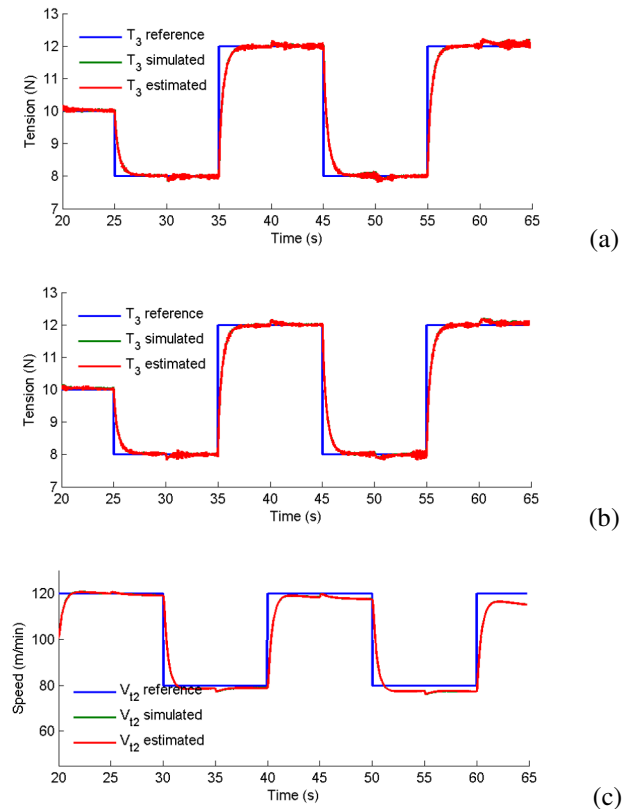 13
T3 reference
12
T3 simulated
11
T3 estimated
Tension (N)
10
9
8
7
20 25 30 35 40 45 50 55 60 65
Time (s)
(a)
13
T3 reference
12
T3 simulated
11
T3 estimated
Tension (N)
10
9
8
7
20 25 30 35 40 45 50 55 60 65
Time (s)
(b)
120
Speed (m/min)
100
80
Vt2 reference
Vt2 simulated
60
Vt2 estimated
20 25 30 35 40 45 50 55 60 65
Time (s)
(c)